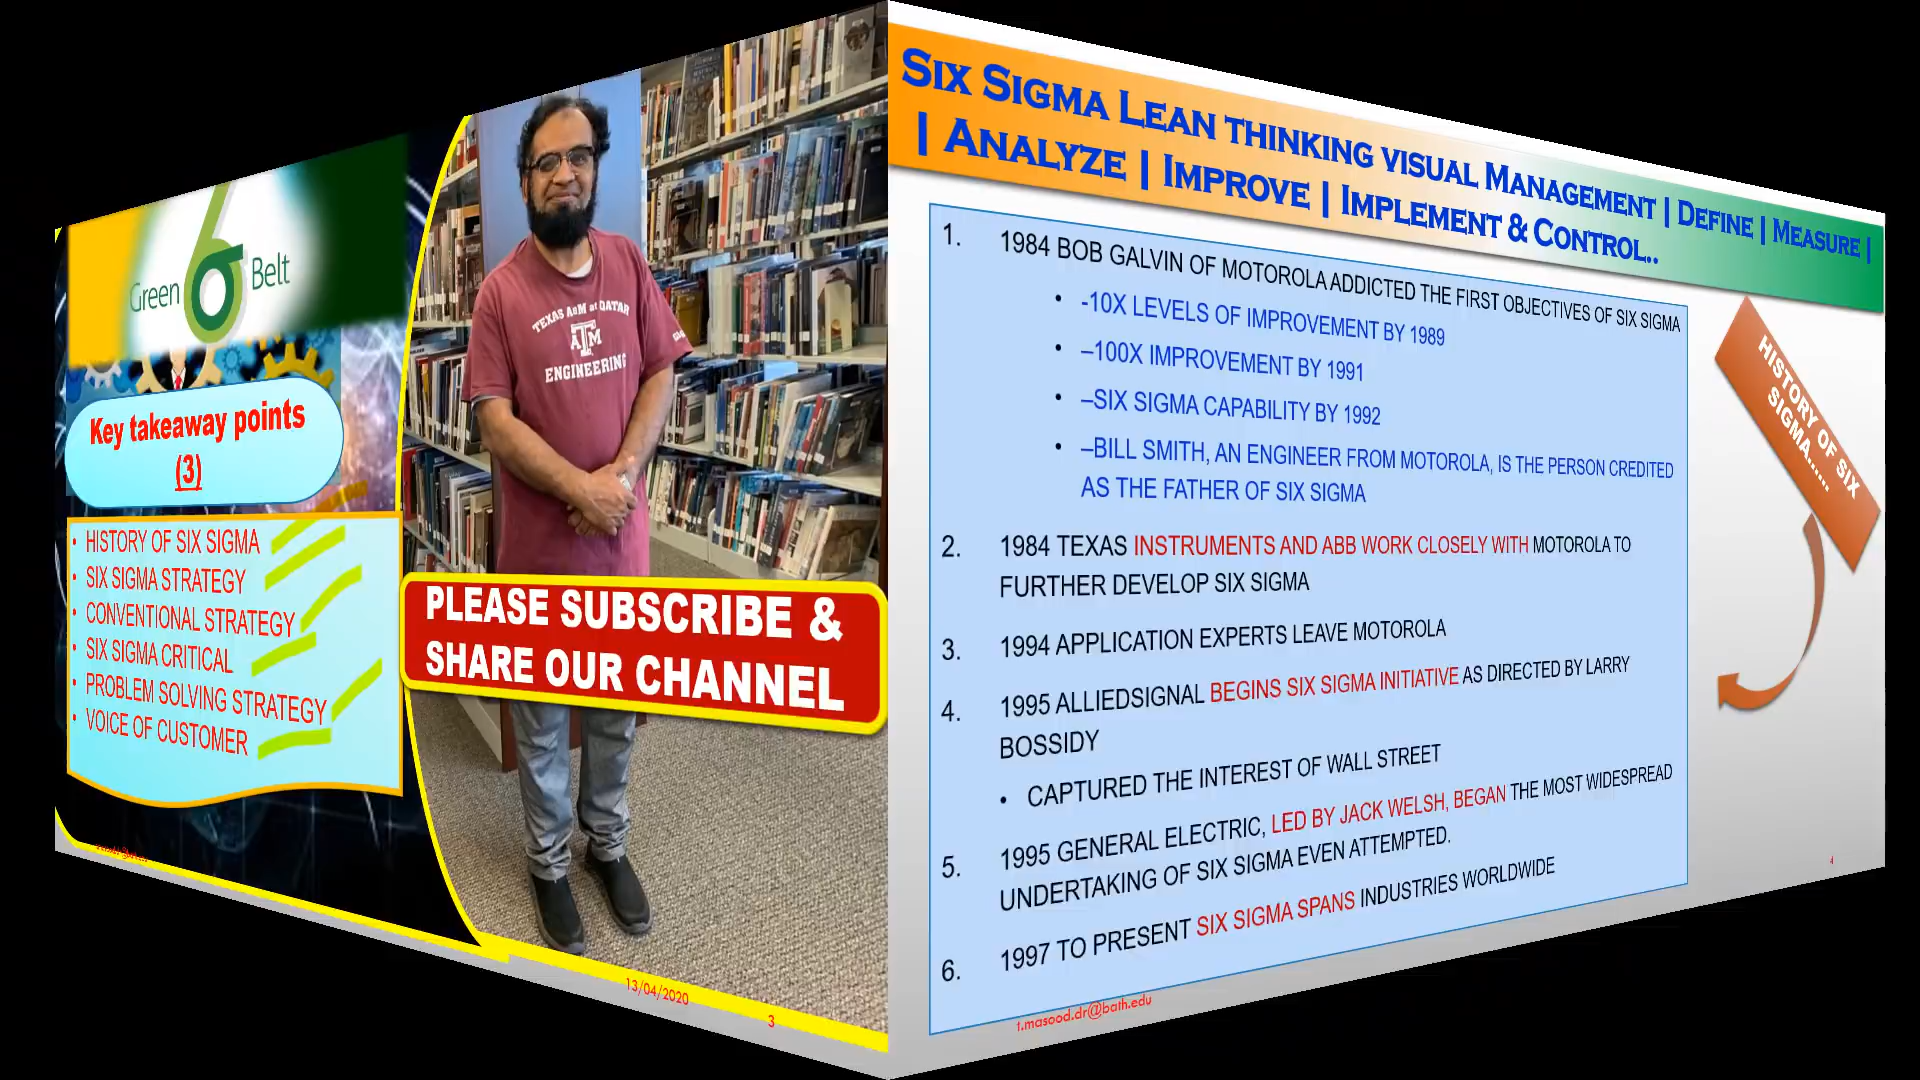 Green 6 Belt
Key takeaway points
(3)
• HISTORY OF SIX SIGMA
• SIX SIGMA STRATEGY
• CONVENTIONAL STRATEGY
• SIX SIGMA CRITICAL
• PROBLEM SOLVING STRATEGY
• VOICE OF CUSTOMER
TEXAS A&M at QATAR
ATM
ENGINEERING
PLEASE SUBSCRIBE &
SHARE OUR CHANNEL
13/04/2020
3
SIX SIGMA LEAN THINKING VISUAL MANAGEMENT | DEFINE | MEASURE |
| ANALYZE | IMPROVE | IMPLEMENT & CONTROL..
1. 1984 BOB GALVIN OF MOTOROLA ADDICTED THE FIRST OBJECTIVES OF SIX SIGMA
• -10X LEVELS OF IMPROVEMENT BY 1989
• –100X IMPROVEMENT BY 1991
• –SIX SIGMA CAPABILITY BY 1992
• –BILL SMITH, AN ENGINEER FROM MOTOROLA, IS THE PERSON CREDITED
AS THE FATHER OF SIX SIGMA
2. 1984 TEXAS INSTRUMENTS AND ABB WORK CLOSELY WITH MOTOROLA TO
FURTHER DEVELOP SIX SIGMA
3. 1994 APPLICATION EXPERTS LEAVE MOTOROLA
4. 1995 ALLIEDSIGNAL BEGINS SIX SIGMA INITIATIVE AS DIRECTED BY LARRY
BOSSIDY
• CAPTURED THE INTEREST OF WALL STREET
5. 1995 GENERAL ELECTRIC, LED BY JACK WELSH, BEGAN THE MOST WIDESPREAD
UNDERTAKING OF SIX SIGMA EVEN ATTEMPTED.
6. 1997 TO PRESENT SIX SIGMA SPANS INDUSTRIES WORLDWIDE
HISTORY OF SIX
SIGMA......
t.masood.dr@bath.edu
4